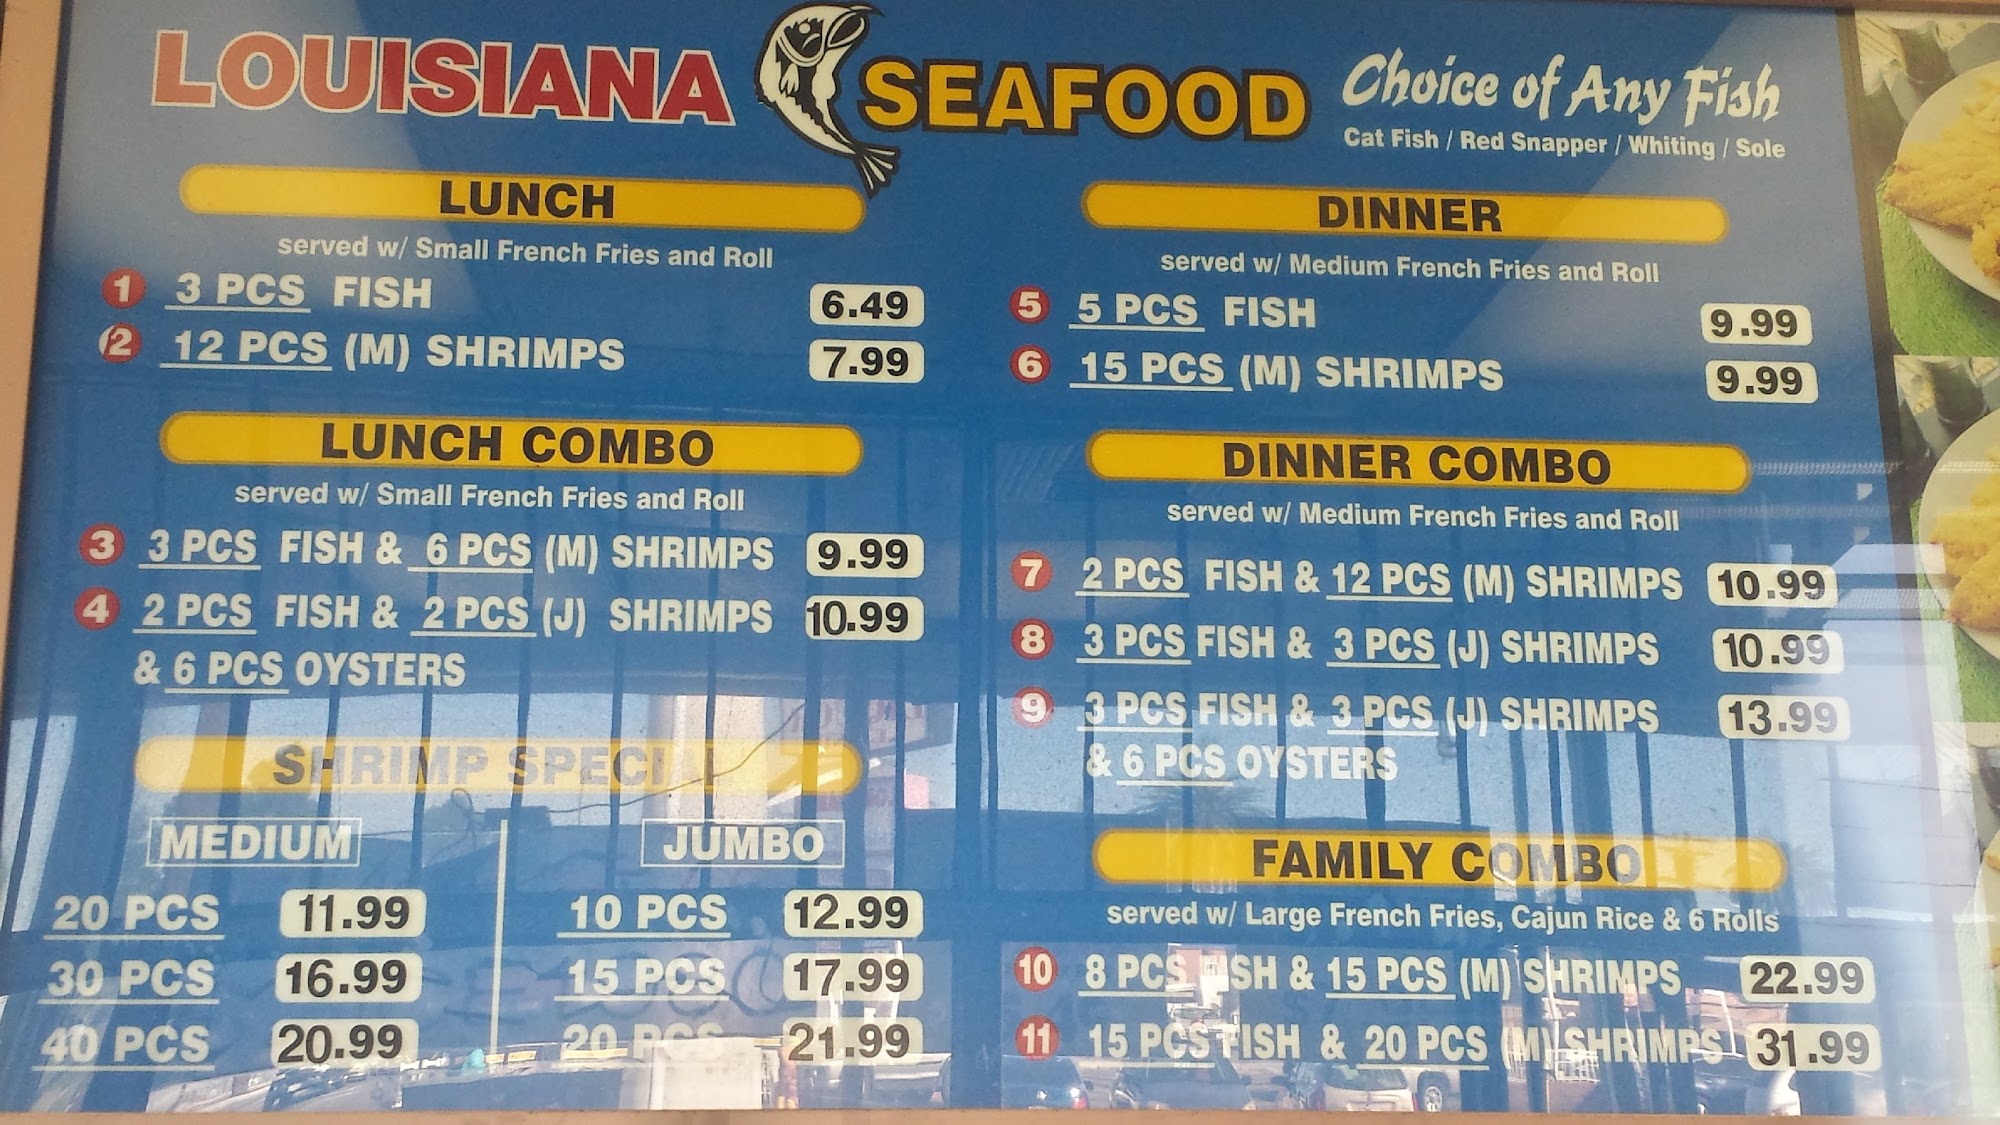 LOUISIANA SEAFOOD
Choice of Any Fish
Cat Fish / Red Snapper / Whiting / Sole
LUNCH
served w/ Small French Fries and Roll
1 3 PCS FISH 6.49
2 12 PCS (M) SHRIMPS 7.99
LUNCH COMBO
served w/ Small French Fries and Roll
3 3 PCS FISH & 6 PCS (M) SHRIMPS 9.99
4 2 PCS FISH & 2 PCS (J) SHRIMPS 10.99
& 6 PCS OYSTERS
SHRIMP SPECIAL
MEDIUM JUMBO
20 PCS 11.99 10 PCS 12.99
30 PCS 16.99 15 PCS 17.99
40 PCS 20.99 20 PCS 21.99
DINNER
served w/ Medium French Fries and Roll
5 5 PCS FISH 9.99
6 15 PCS (M) SHRIMPS 9.99
DINNER COMBO
served w/ Medium French Fries and Roll
7 2 PCS FISH & 12 PCS (M) SHRIMPS 10.99
8 3 PCS FISH & 3 PCS (J) SHRIMPS 10.99
9 3 PCS FISH & 3 PCS (J) SHRIMPS 13.99
& 6 PCS OYSTERS
FAMILY COMBO
served w/ Large French Fries, Cajun Rice & 6 Rolls
10 8 PCS FISH & 15 PCS (M) SHRIMPS 22.99
11 15 PCS FISH & 20 PCS (M) SHRIMPS 31.99